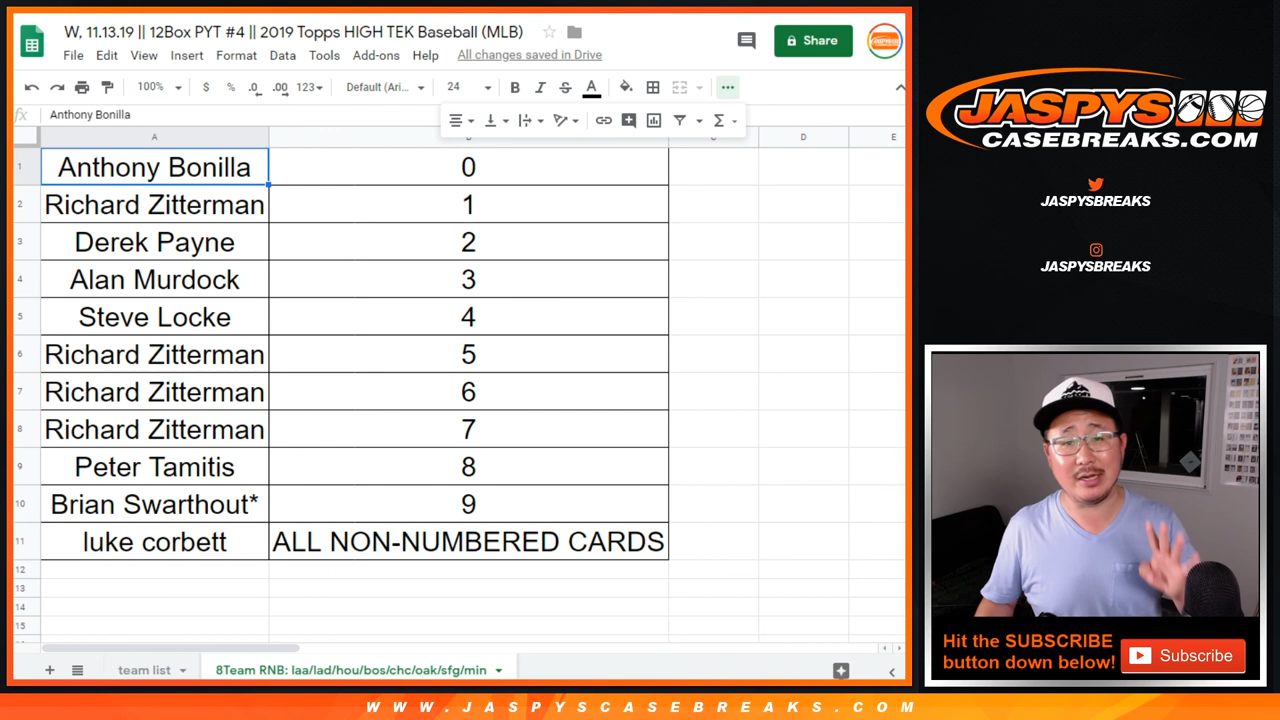 W, 11.13.19 || 12Box PYT #4 || 2019 Topps HIGH TEK Baseball (MLB)
File Edit View Insert Format Data Tools Add-ons Help All changes saved in Drive
Share
100% $ % .0 .00 123 Default (Ari... 24 B I S A
fx Anthony Bonilla
A D E
1 Anthony Bonilla 0
2 Richard Zitterman 1
3 Derek Payne 2
4 Alan Murdock 3
5 Steve Locke 4
6 Richard Zitterman 5
7 Richard Zitterman 6
8 Richard Zitterman 7
9 Peter Tamitis 8
10 Brian Swarthout* 9
11 luke corbett ALL NON-NUMBERED CARDS
12
13
14
15
team list 8Team RNB: laa/lad/hou/bos/chc/oak/sfg/min
JASPYS
CASEBREAKS.COM
JASPYSBREAKS
JASPYSBREAKS
Hit the SUBSCRIBE
button down below!
Subscribe
WWW.JASPYSCASEBREAKS.COM